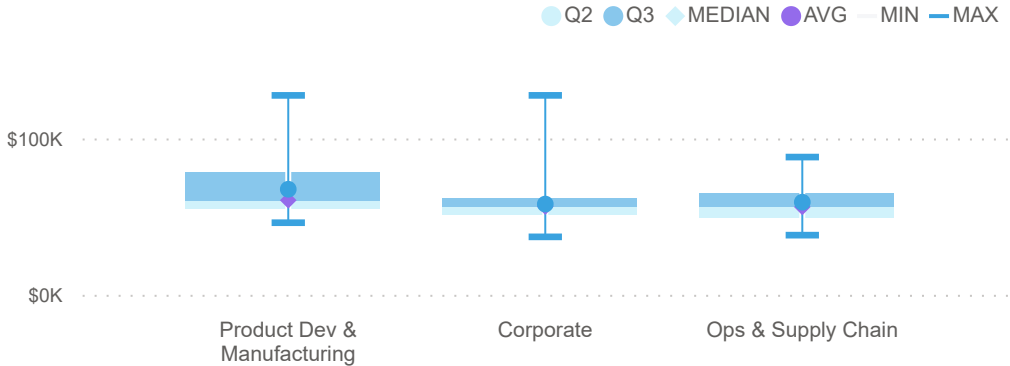 Q2 Q3 MEDIAN AVG MIN MAX
$100K
$0K
Product Dev &
Manufacturing
Corporate
Ops & Supply Chain